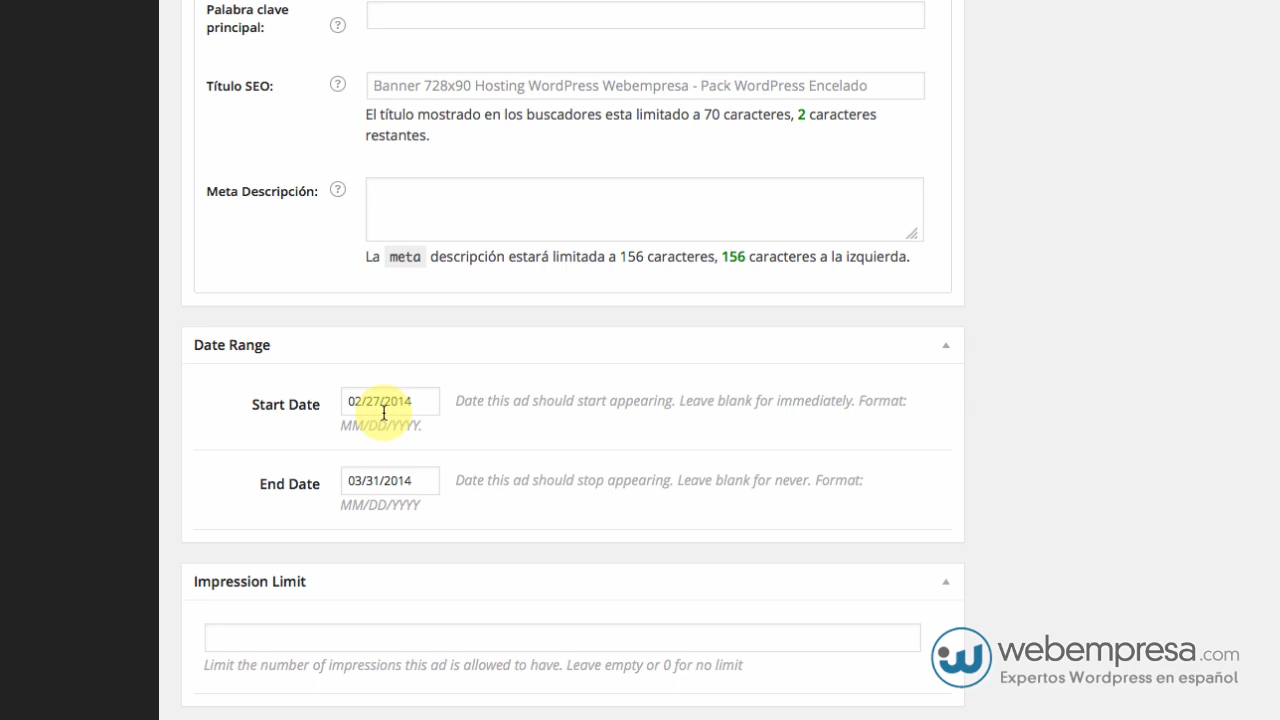 Palabra clave
principal:
?
Título SEO:
?
Banner 728x90 Hosting WordPress Webempresa - Pack WordPress Encelado
El título mostrado en los buscadores esta limitado a 70 caracteres, 2 caracteres
restantes.
Meta Descripción:
?
La meta descripción estará limitada a 156 caracteres, 156 caracteres a la izquierda.
Date Range
Start Date
02/27/2014
Date this ad should start appearing. Leave blank for immediately. Format:
MM/DD/YYYY.
End Date
03/31/2014
Date this ad should stop appearing. Leave blank for never. Format:
MM/DD/YYYY
Impression Limit
Limit the number of impressions this ad is allowed to have. Leave empty or 0 for no limit
webempresa.com
Expertos Wordpress en español